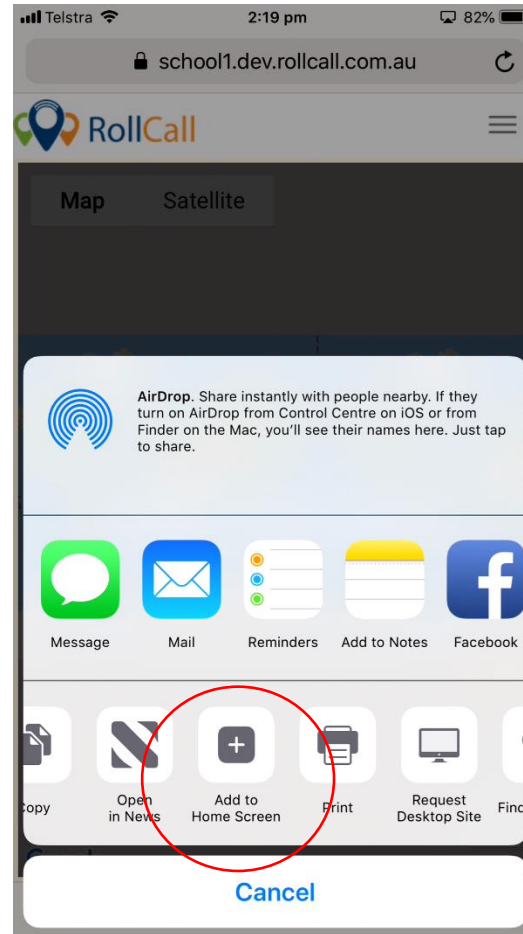 Telstra 2:19 pm 82%
school1.dev.rollcall.com.au
RollCall
Map Satellite
AirDrop. Share instantly with people nearby. If they
turn on AirDrop from Control Centre on iOS or from
Finder on the Mac, you'll see their names here. Just tap
to share.
Message Mail Reminders Add to Notes Facebook
Copy Open in News Add to Home Screen Print Request Desktop Site Find
Cancel